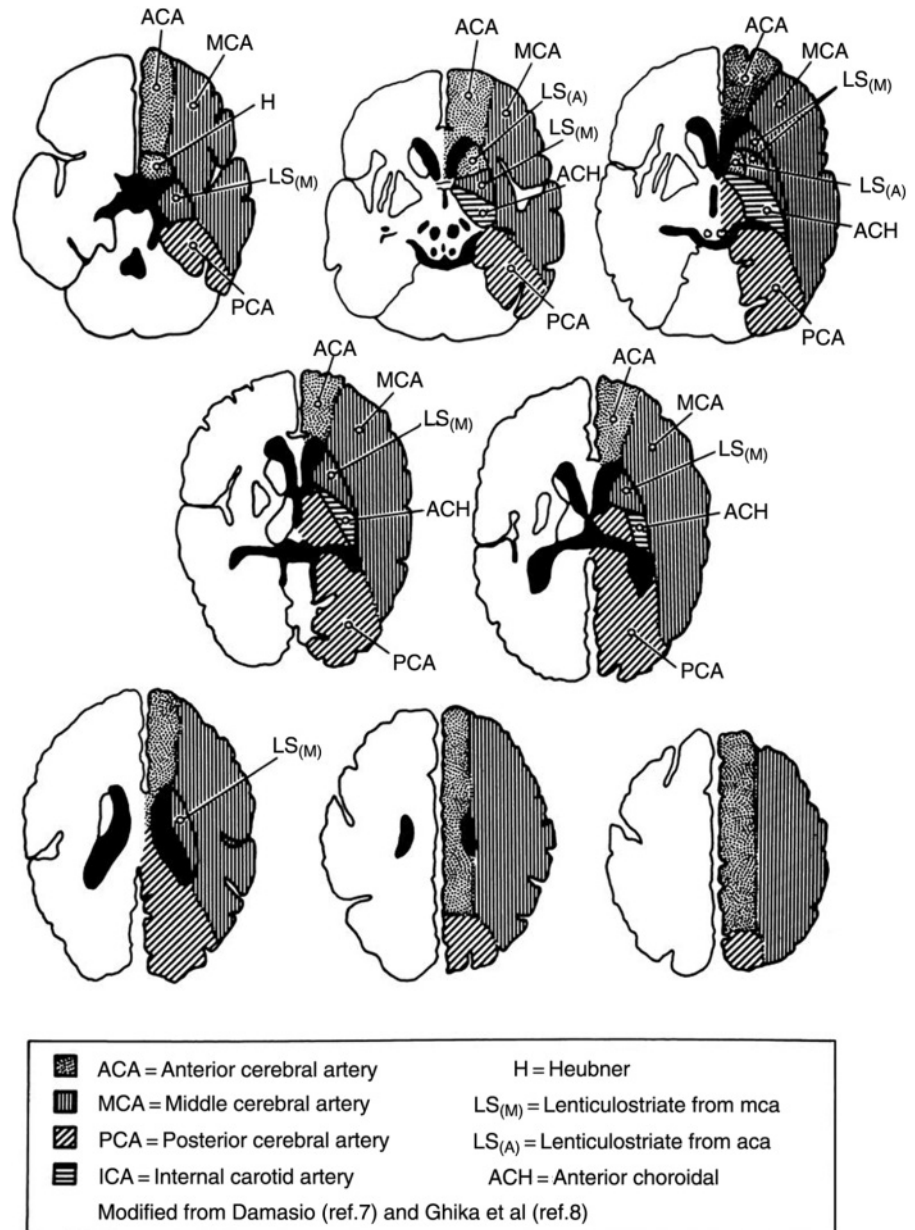 ACA
MCA
H
LS(M)
PCA
ACA
MCA
LS(A)
LS(M)
ACH
PCA
ACA
MCA
LS(M)
LS(A)
ACH
PCA
ACA
MCA
LS(M)
ACH
PCA
ACA
MCA
LS(M)
ACH
PCA
LS(M)
ACA = Anterior cerebral artery
MCA = Middle cerebral artery
PCA = Posterior cerebral artery
ICA = Internal carotid artery
H = Heubner
LS(M) = Lenticulostriate from mca
LS(A) = Lenticulostriate from aca
ACH = Anterior choroidal
Modified from Damasio (ref.7) and Ghika et al (ref.8)